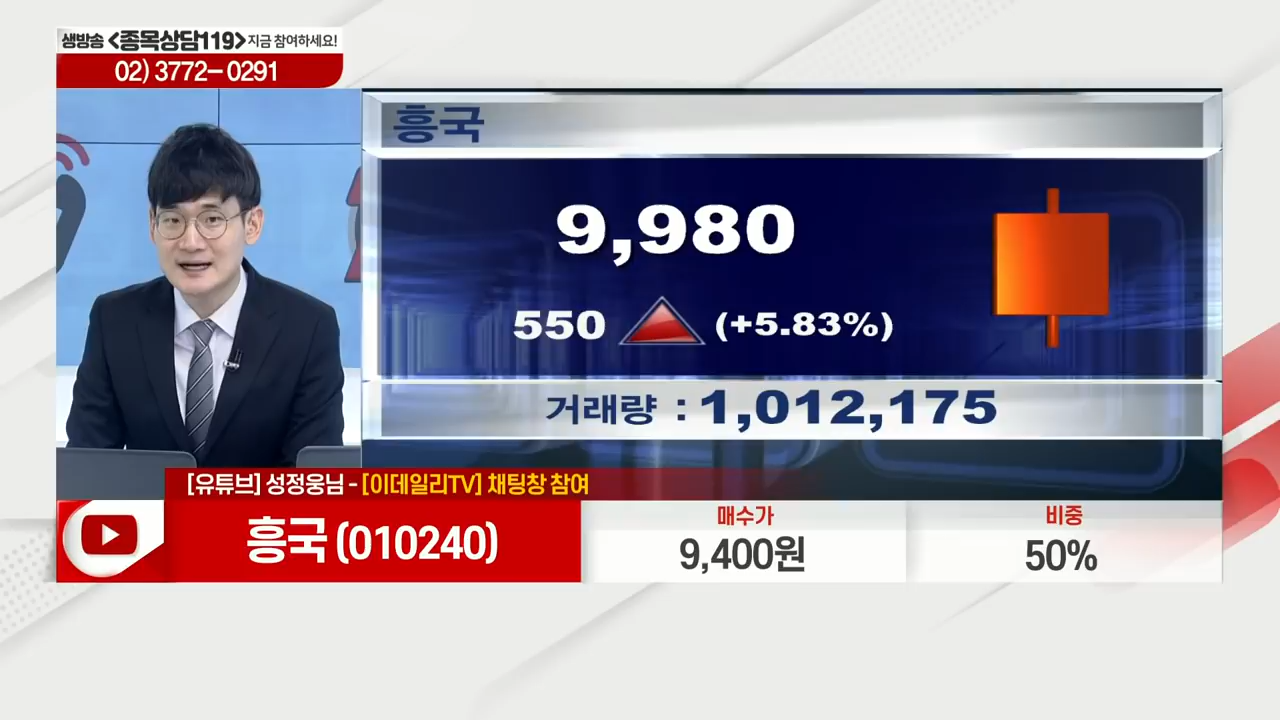 생방송 <종목상담119> 지금 참여하세요!
02) 3772-0291
흥국
9,980
550 (+5.83%)
거래량 : 1,012,175
[유튜브] 성정웅님 - [이데일리TV] 채팅창 참여
흥국 (010240)
매수가
9,400원
비중
50%